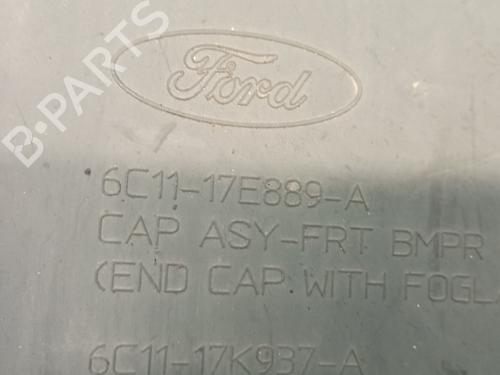 B-PARTS
Ford
6C11-17E889-A
CAP ASY-FRT BMPR
(END CAP WITH FOGL
6C11-17K937-A